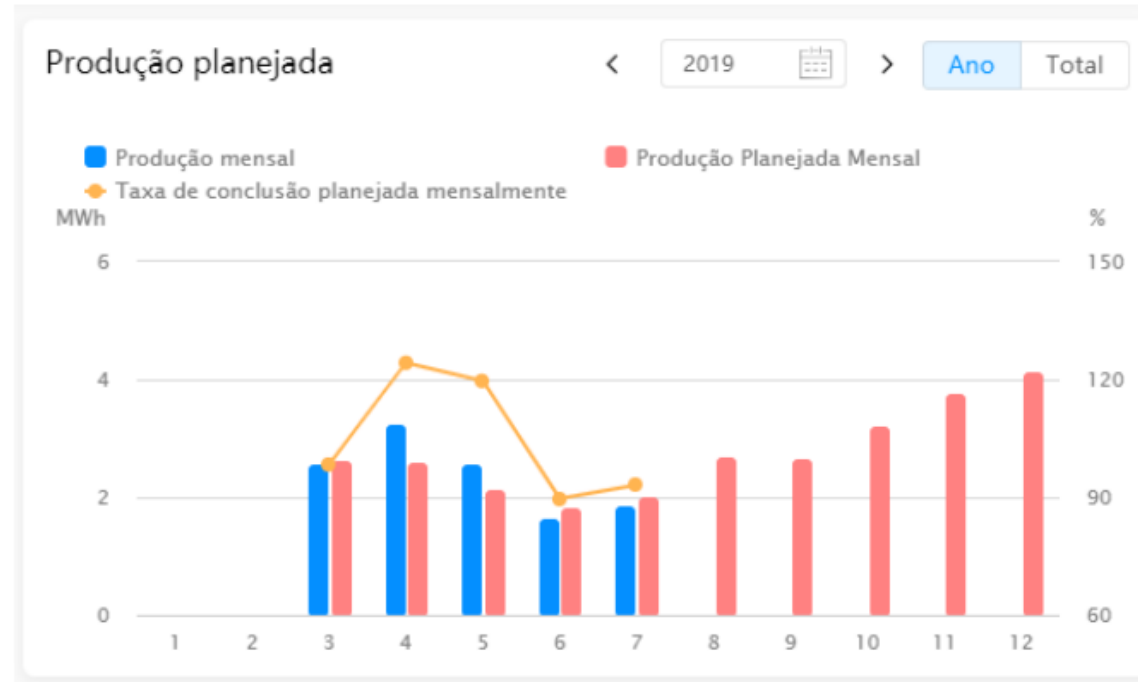 Produção planejada < 2019 > Ano Total
Produção mensal Produção Planejada Mensal
Taxa de conclusão planejada mensalmente
MWh %
6 150
4 120
2 90
0 60
1 2 3 4 5 6 7 8 9 10 11 12